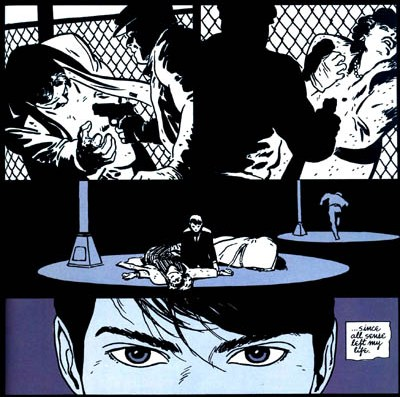 ...since
all sense
left my
life.